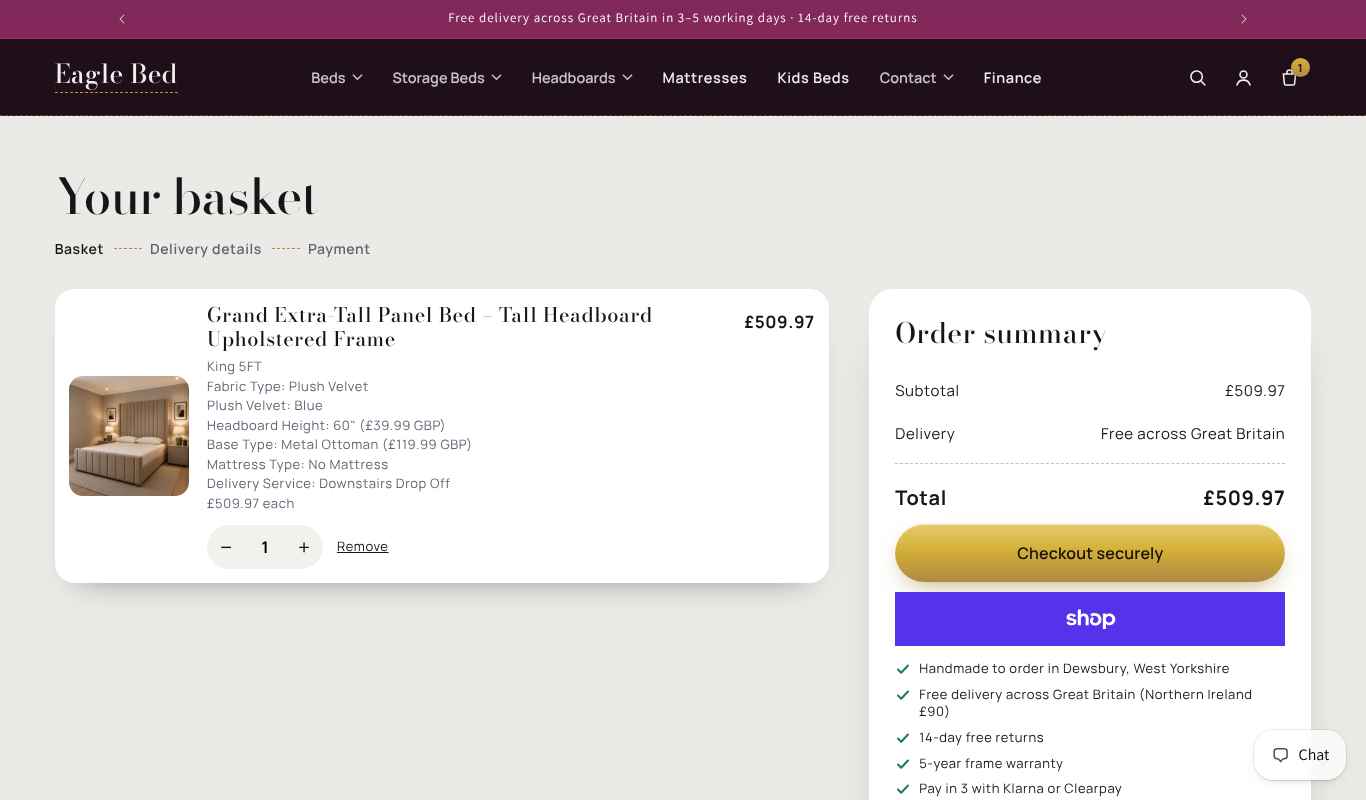 Free delivery across Great Britain in 3–5 working days · 14-day free returns
Eagle Bed
Beds
Storage Beds
Headboards
Mattresses
Kids Beds
Contact
Finance
1
Your basket
Basket
Delivery details
Payment
Grand Extra-Tall Panel Bed – Tall Headboard
Upholstered Frame
£509.97
King 5FT
Fabric Type: Plush Velvet
Plush Velvet: Blue
Headboard Height: 60" (£39.99 GBP)
Base Type: Metal Ottoman (£119.99 GBP)
Mattress Type: No Mattress
Delivery Service: Downstairs Drop Off
£509.97 each
− 1 +
Remove
Order summary
Subtotal £509.97
Delivery Free across Great Britain
Total £509.97
Checkout securely
shop
Handmade to order in Dewsbury, West Yorkshire
Free delivery across Great Britain (Northern Ireland
£90)
14-day free returns
5-year frame warranty
Pay in 3 with Klarna or Clearpay
Chat